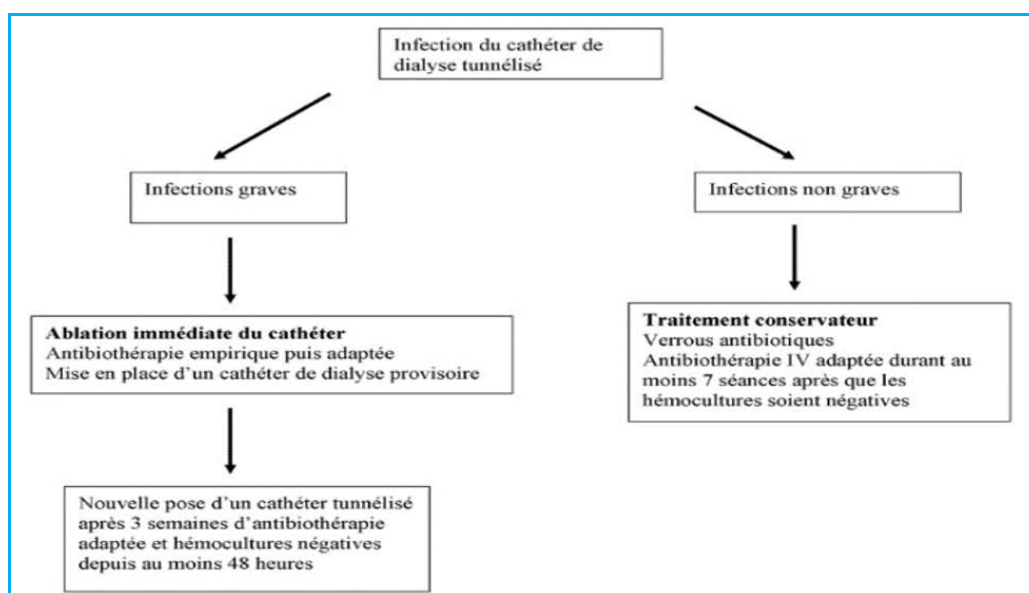 Infection du cathéter de
dialyse tunnélisé
Infections graves
Infections non graves
Ablation immédiate du cathéter
Antibiothérapie empirique puis adaptée
Mise en place d'un cathéter de dialyse provisoire
Traitement conservateur
Verrous antibiotiques
Antibiothérapie IV adaptée durant au
moins 7 séances après que les
hémocultures soient négatives
Nouvelle pose d'un cathéter tunnélisé
après 3 semaines d'antibiothérapie
adaptée et hémocultures négatives
depuis au moins 48 heures